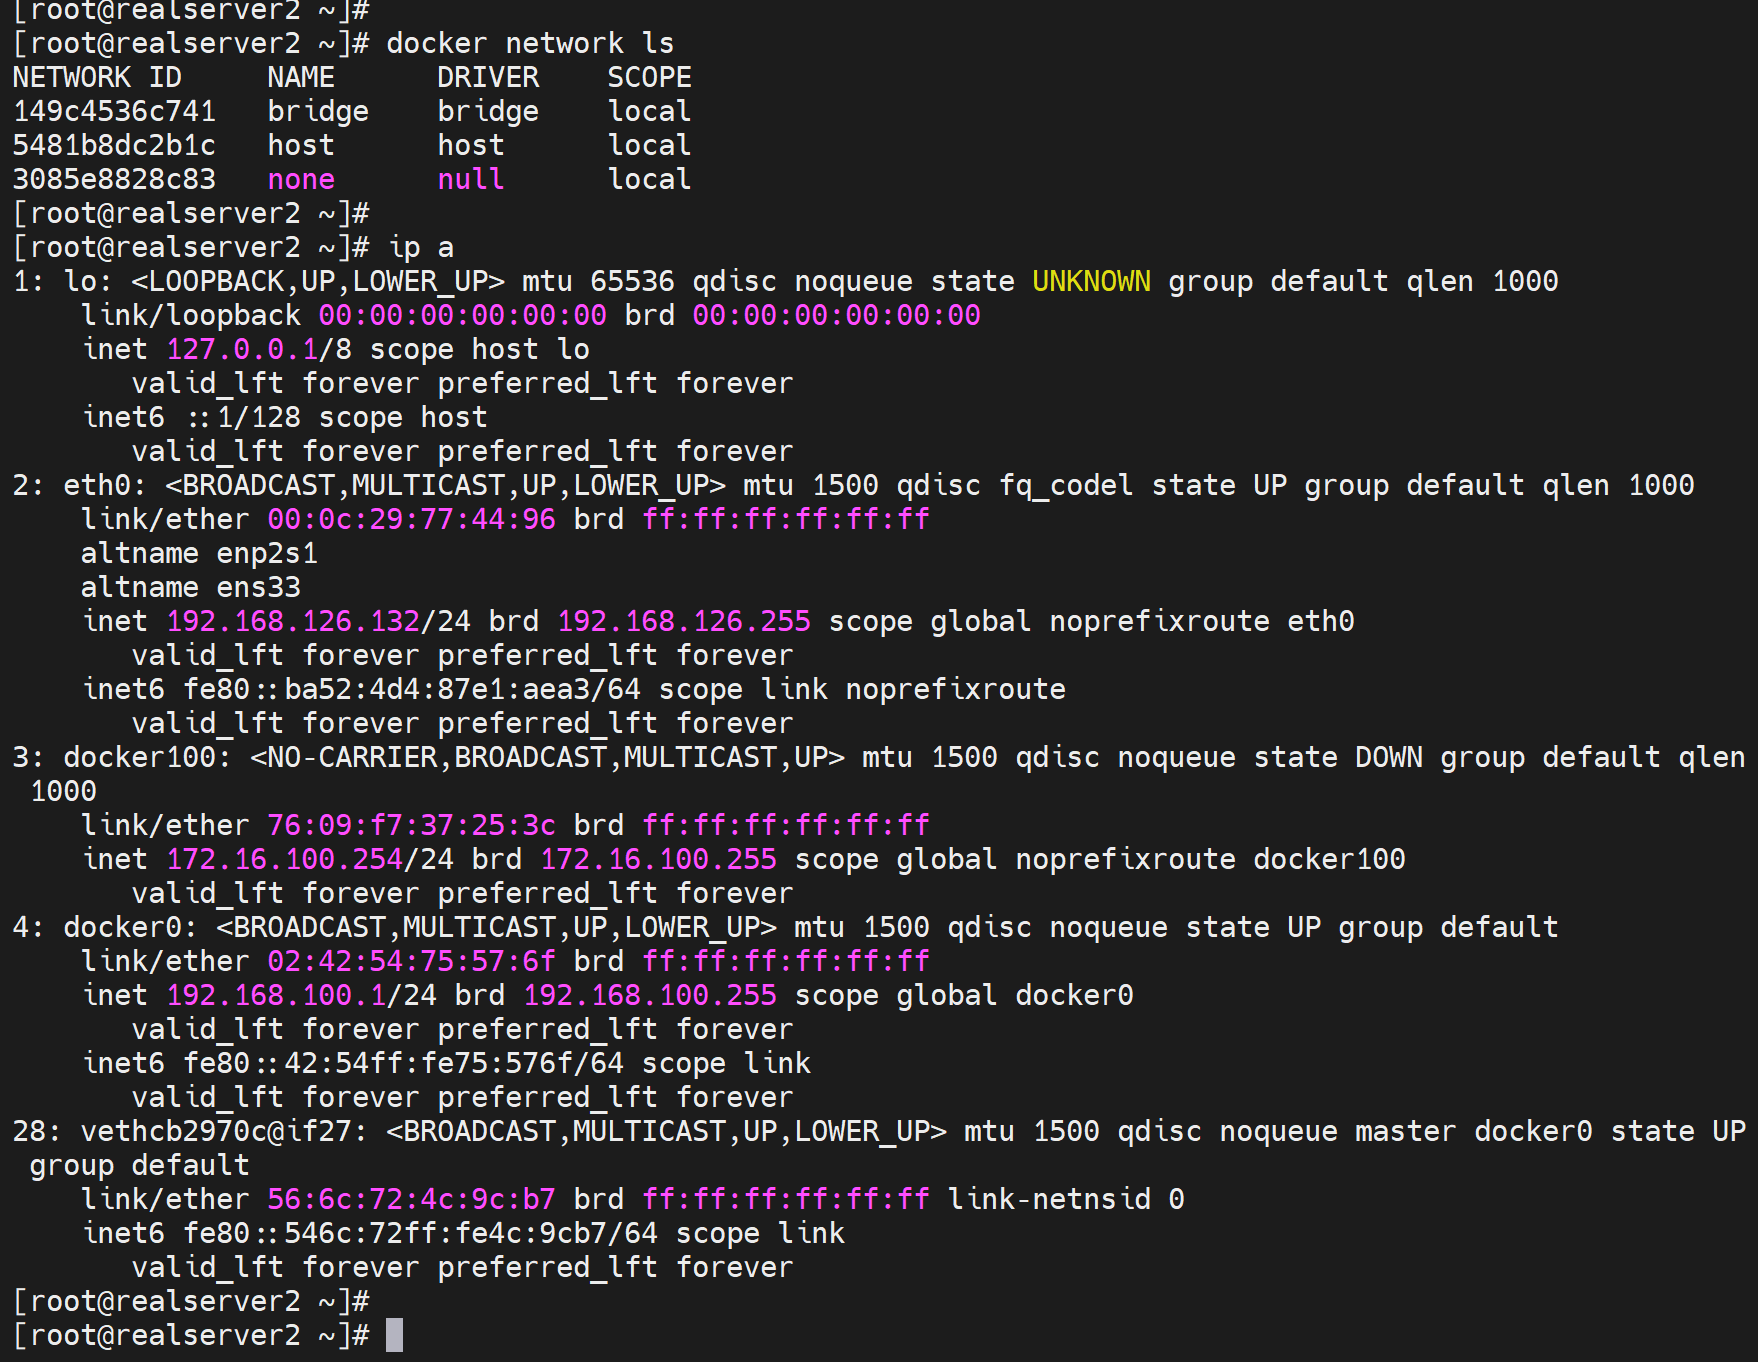 [root@realserver2 ~]#
[root@realserver2 ~]# docker network ls
NETWORK ID     NAME      DRIVER    SCOPE
149c4536c741   bridge    bridge    local
5481b8dc2b1c   host      host      local
3085e8828c83   none      null      local
[root@realserver2 ~]#
[root@realserver2 ~]# ip a
1: lo: <LOOPBACK,UP,LOWER_UP> mtu 65536 qdisc noqueue state UNKNOWN group default qlen 1000
    link/loopback 00:00:00:00:00:00 brd 00:00:00:00:00:00
    inet 127.0.0.1/8 scope host lo
       valid_lft forever preferred_lft forever
    inet6 ::1/128 scope host
       valid_lft forever preferred_lft forever
2: eth0: <BROADCAST,MULTICAST,UP,LOWER_UP> mtu 1500 qdisc fq_codel state UP group default qlen 1000
    link/ether 00:0c:29:77:44:96 brd ff:ff:ff:ff:ff:ff
    altname enp2s1
    altname ens33
    inet 192.168.126.132/24 brd 192.168.126.255 scope global noprefixroute eth0
       valid_lft forever preferred_lft forever
    inet6 fe80::ba52:4d4:87e1:aea3/64 scope link noprefixroute
       valid_lft forever preferred_lft forever
3: docker100: <NO-CARRIER,BROADCAST,MULTICAST,UP> mtu 1500 qdisc noqueue state DOWN group default qlen
 1000
    link/ether 76:09:f7:37:25:3c brd ff:ff:ff:ff:ff:ff
    inet 172.16.100.254/24 brd 172.16.100.255 scope global noprefixroute docker100
       valid_lft forever preferred_lft forever
4: docker0: <BROADCAST,MULTICAST,UP,LOWER_UP> mtu 1500 qdisc noqueue state UP group default
    link/ether 02:42:54:75:57:6f brd ff:ff:ff:ff:ff:ff
    inet 192.168.100.1/24 brd 192.168.100.255 scope global docker0
       valid_lft forever preferred_lft forever
    inet6 fe80::42:54ff:fe75:576f/64 scope link
       valid_lft forever preferred_lft forever
28: vethcb2970c@if27: <BROADCAST,MULTICAST,UP,LOWER_UP> mtu 1500 qdisc noqueue master docker0 state UP
 group default
    link/ether 56:6c:72:4c:9c:b7 brd ff:ff:ff:ff:ff:ff link-netnsid 0
    inet6 fe80::546c:72ff:fe4c:9cb7/64 scope link
       valid_lft forever preferred_lft forever
[root@realserver2 ~]#
[root@realserver2 ~]#